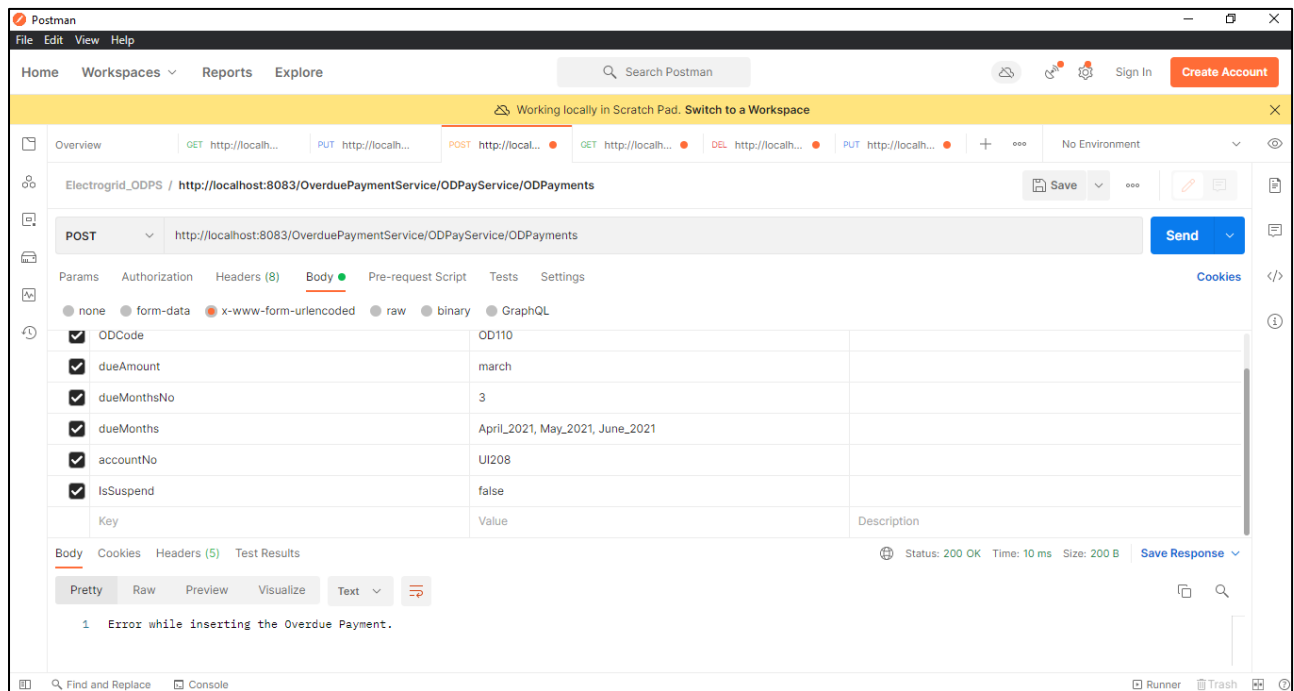 Postman
File Edit View Help
Home Workspaces Reports Explore Search Postman Sign In Create Account
Working locally in Scratch Pad. Switch to a Workspace
Overview GET http://localh... PUT http://localh... POST http://local... GET http://localh... DEL http://localh... PUT http://localh... No Environment
Electrogrid_ODPS / http://localhost:8083/OverduePaymentService/ODPayService/ODPayments Save
POST http://localhost:8083/OverduePaymentService/ODPayService/ODPayments Send
Params Authorization Headers (8) Body Pre-request Script Tests Settings Cookies
none form-data x-www-form-urlencoded raw binary GraphQL
ODCode OD110
dueAmount march
dueMonthsNo 3
dueMonths April_2021, May_2021, June_2021
accountNo UI208
IsSuspend false
Key Value Description
Body Cookies Headers (5) Test Results Status: 200 OK Time: 10 ms Size: 200 B Save Response
Pretty Raw Preview Visualize Text
1 Error while inserting the Overdue Payment.
Find and Replace Console Runner Trash